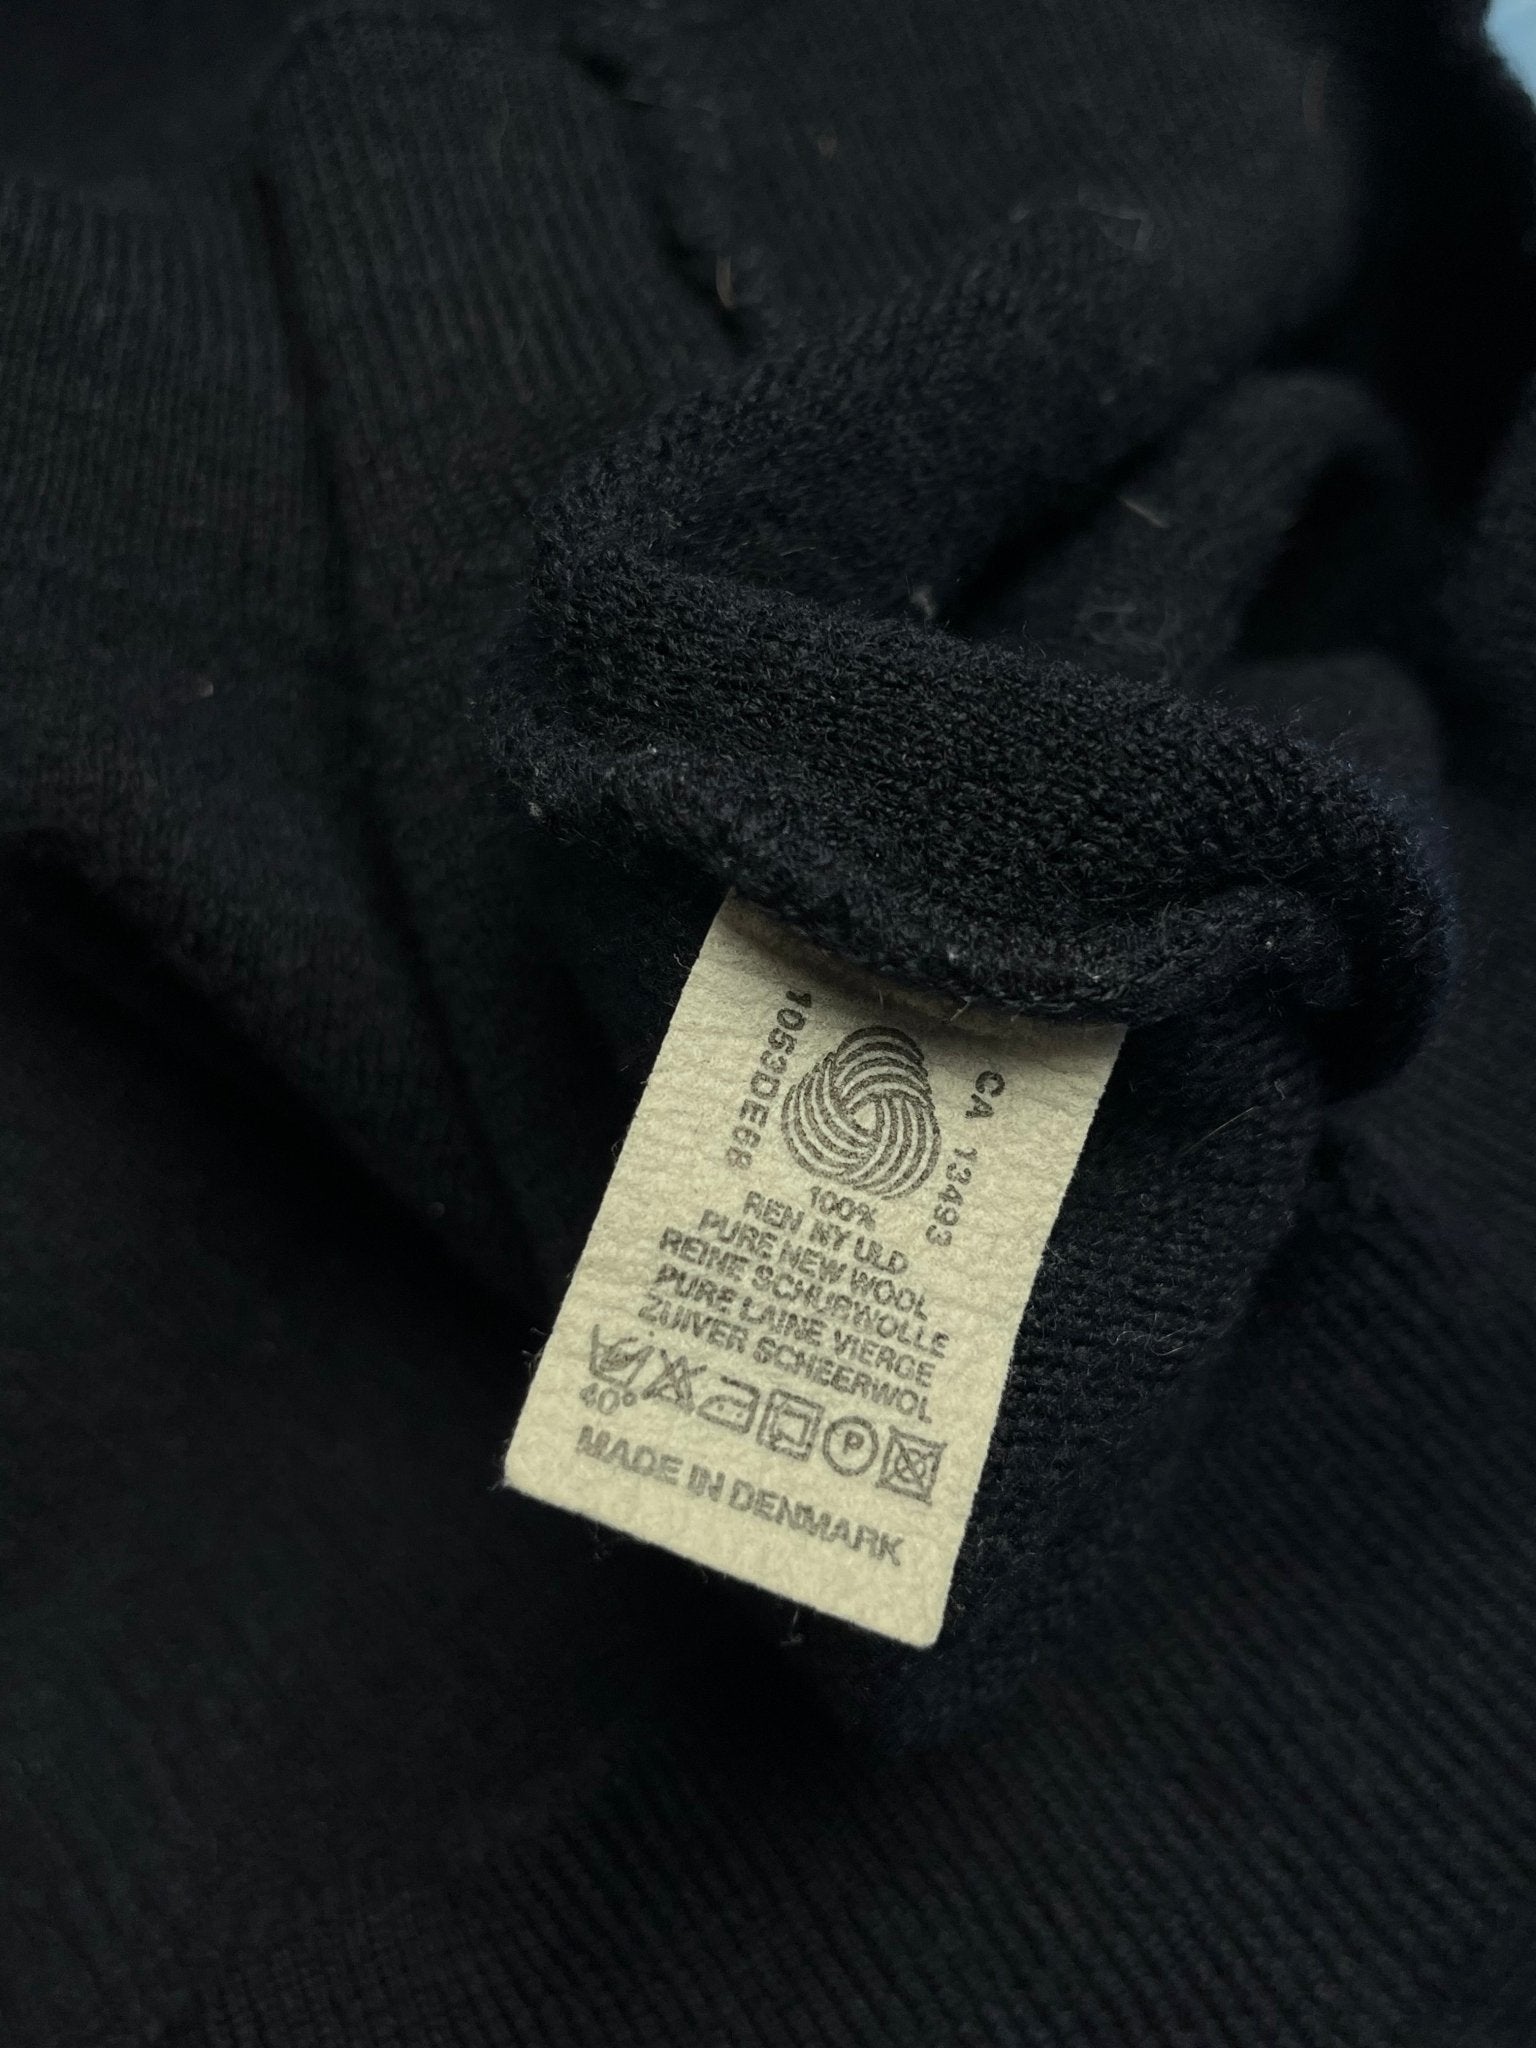 1053DE68
CA 13493
100%
REN NY ULD
PURE NEW WOOL
REINE SCHURWOLLE
PURE LAINE VIERGE
ZUIVER SCHEERWOL
40°
P
MADE IN DENMARK